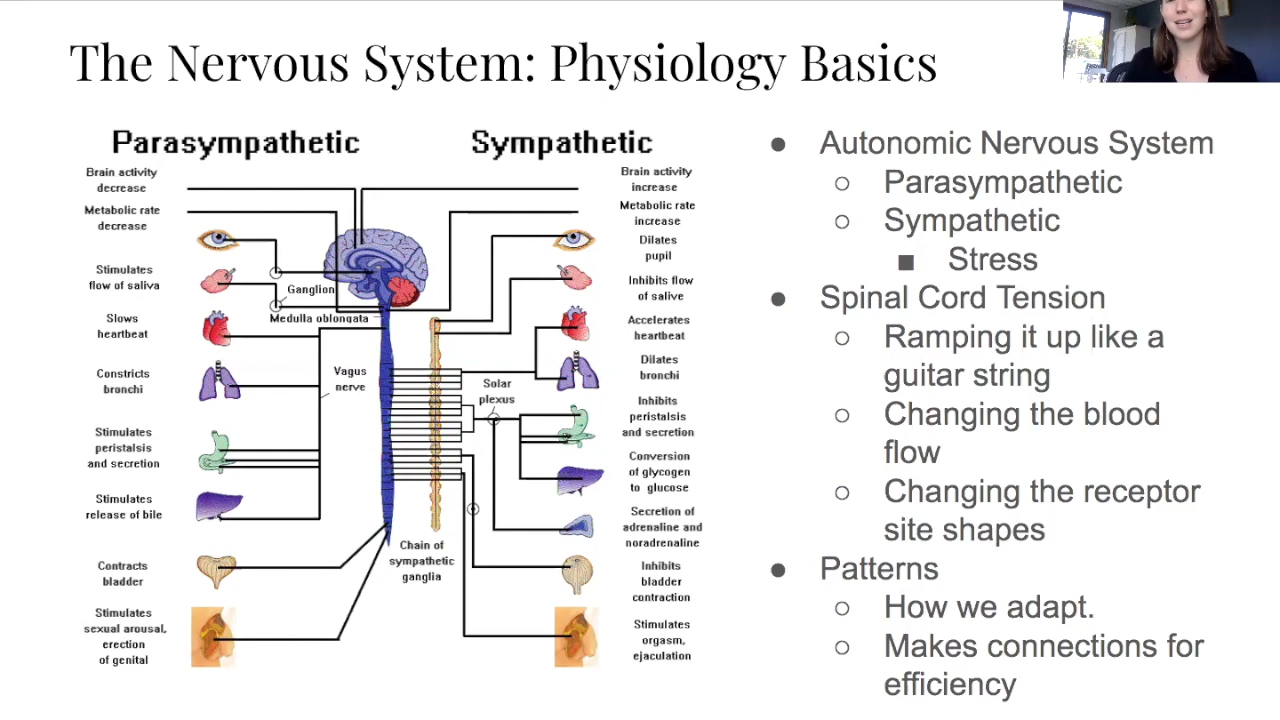 The Nervous System: Physiology Basics
Parasympathetic
Brain activity
decrease
Metabolic rate
decrease
Stimulates
flow of saliva
Slows
heartbeat
Constricts
bronchi
Stimulates
peristalsis
and secretion
Stimulates
release of bile
Contracts
bladder
Stimulates
sexual arousal,
erection
of genital
Ganglion
Medulla oblongata
Vagus
nerve
Solar
plexus
Chain of
sympathetic
ganglia
Sympathetic
Brain activity
increase
Metabolic rate
increase
Dilates
pupil
Inhibits flow
of salive
Accelerates
heartbeat
Dilates
bronchi
Inhibits
peristalsis
and secretion
Conversion
of glycogen
to glucose
Secretion of
adrenaline and
noradrenaline
Inhibits
bladder
contraction
Stimulates
orgasm,
ejaculation
● Autonomic Nervous System
○ Parasympathetic
○ Sympathetic
■ Stress
● Spinal Cord Tension
○ Ramping it up like a
guitar string
○ Changing the blood
flow
○ Changing the receptor
site shapes
● Patterns
○ How we adapt.
○ Makes connections for
efficiency